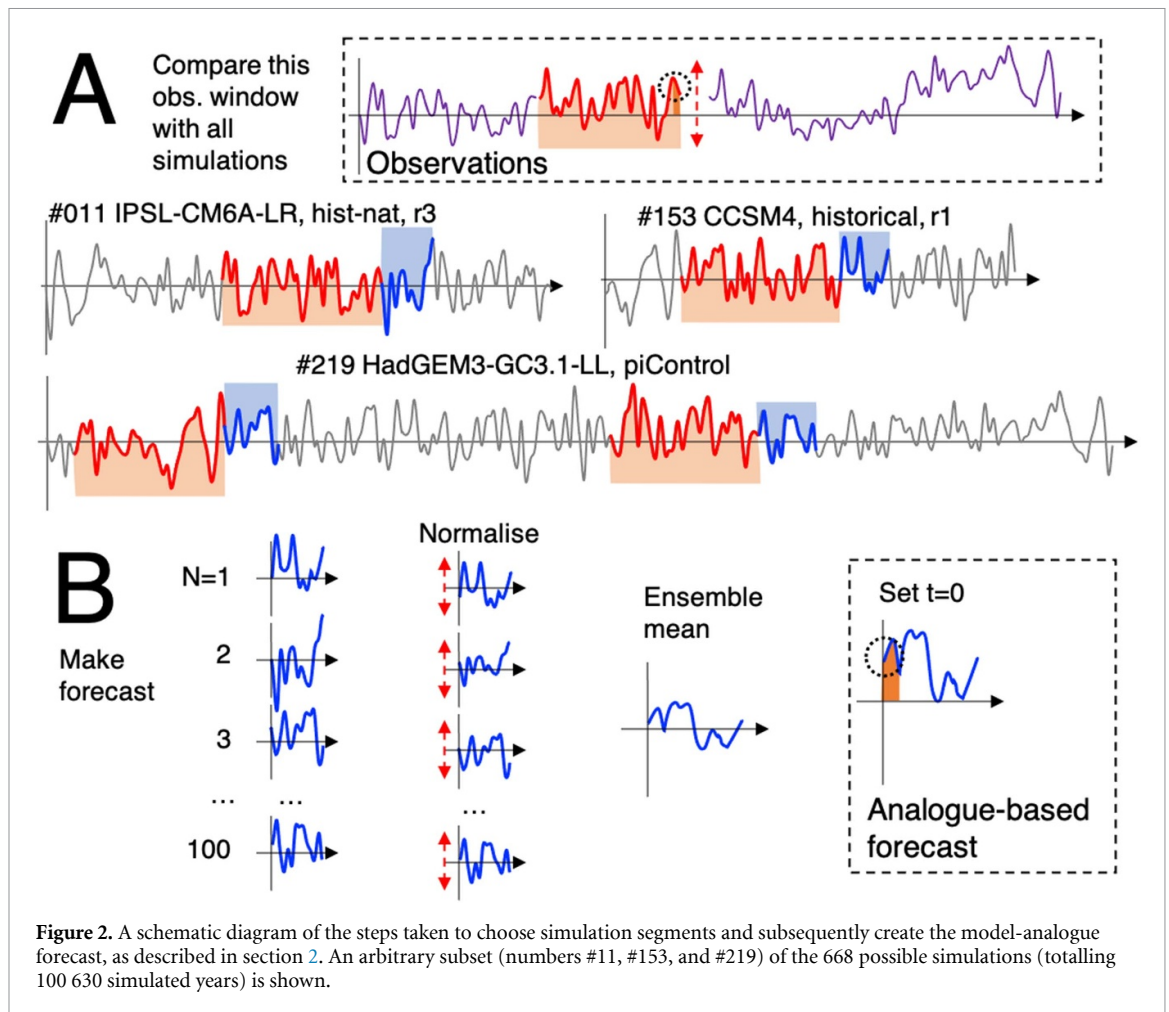 A
Compare this
obs. window
with all
simulations
Observations
#011 IPSL-CM6A-LR, hist-nat, r3
#153 CCSM4, historical, r1
#219 HadGEM3-GC3.1-LL, piControl
B
Make
forecast
N=1
2
3
...
...
100
Normalise
...
Ensemble
mean
Set t=0
Analogue-based
forecast
Figure 2. A schematic diagram of the steps taken to choose simulation segments and subsequently create the model-analogue
forecast, as described in section 2. An arbitrary subset (numbers #11, #153, and #219) of the 668 possible simulations (totalling
100 630 simulated years) is shown.